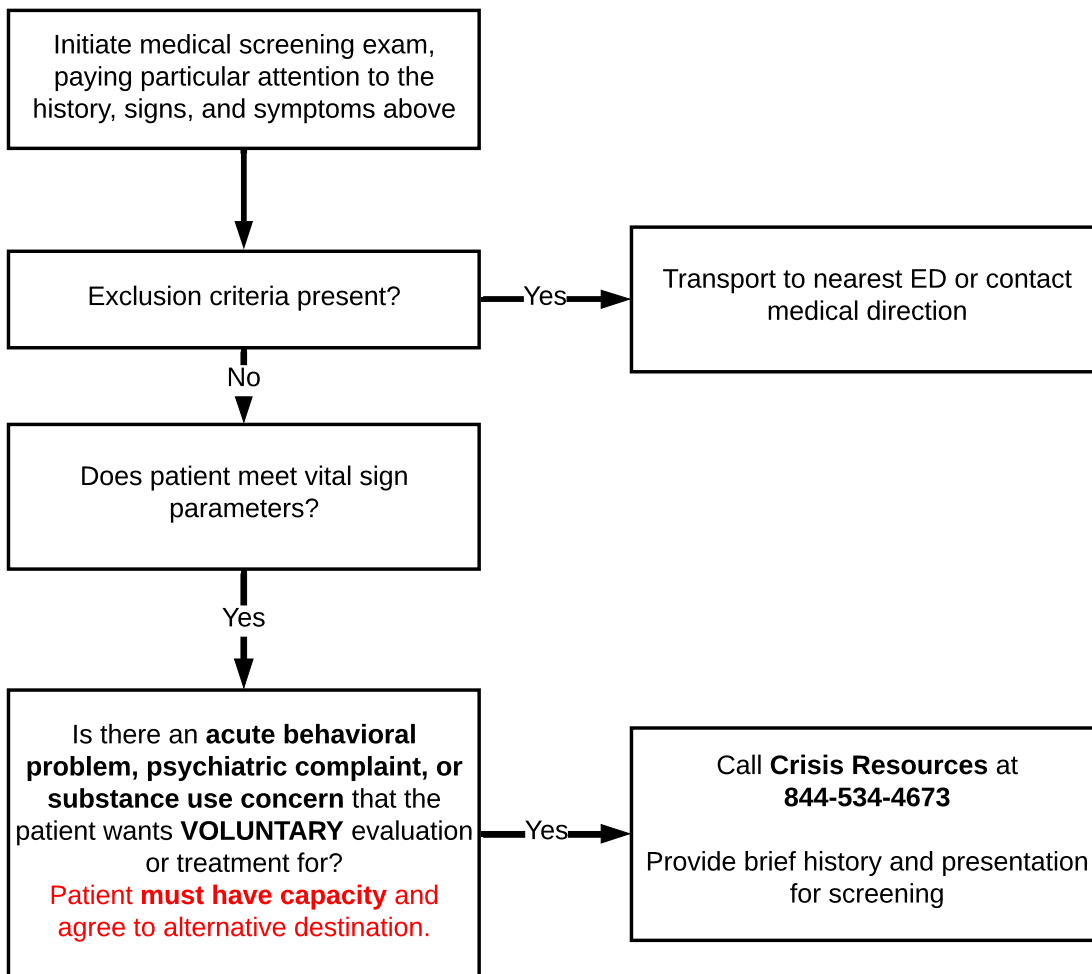 Initiate medical screening exam,
paying particular attention to the
history, signs, and symptoms above
Exclusion criteria present?
Yes
Transport to nearest ED or contact
medical direction
No
Does patient meet vital sign
parameters?
Yes
Is there an acute behavioral
problem, psychiatric complaint, or
substance use concern that the
patient wants VOLUNTARY evaluation
or treatment for?
Patient must have capacity and
agree to alternative destination.
Yes
Call Crisis Resources at
844-534-4673
Provide brief history and presentation
for screening